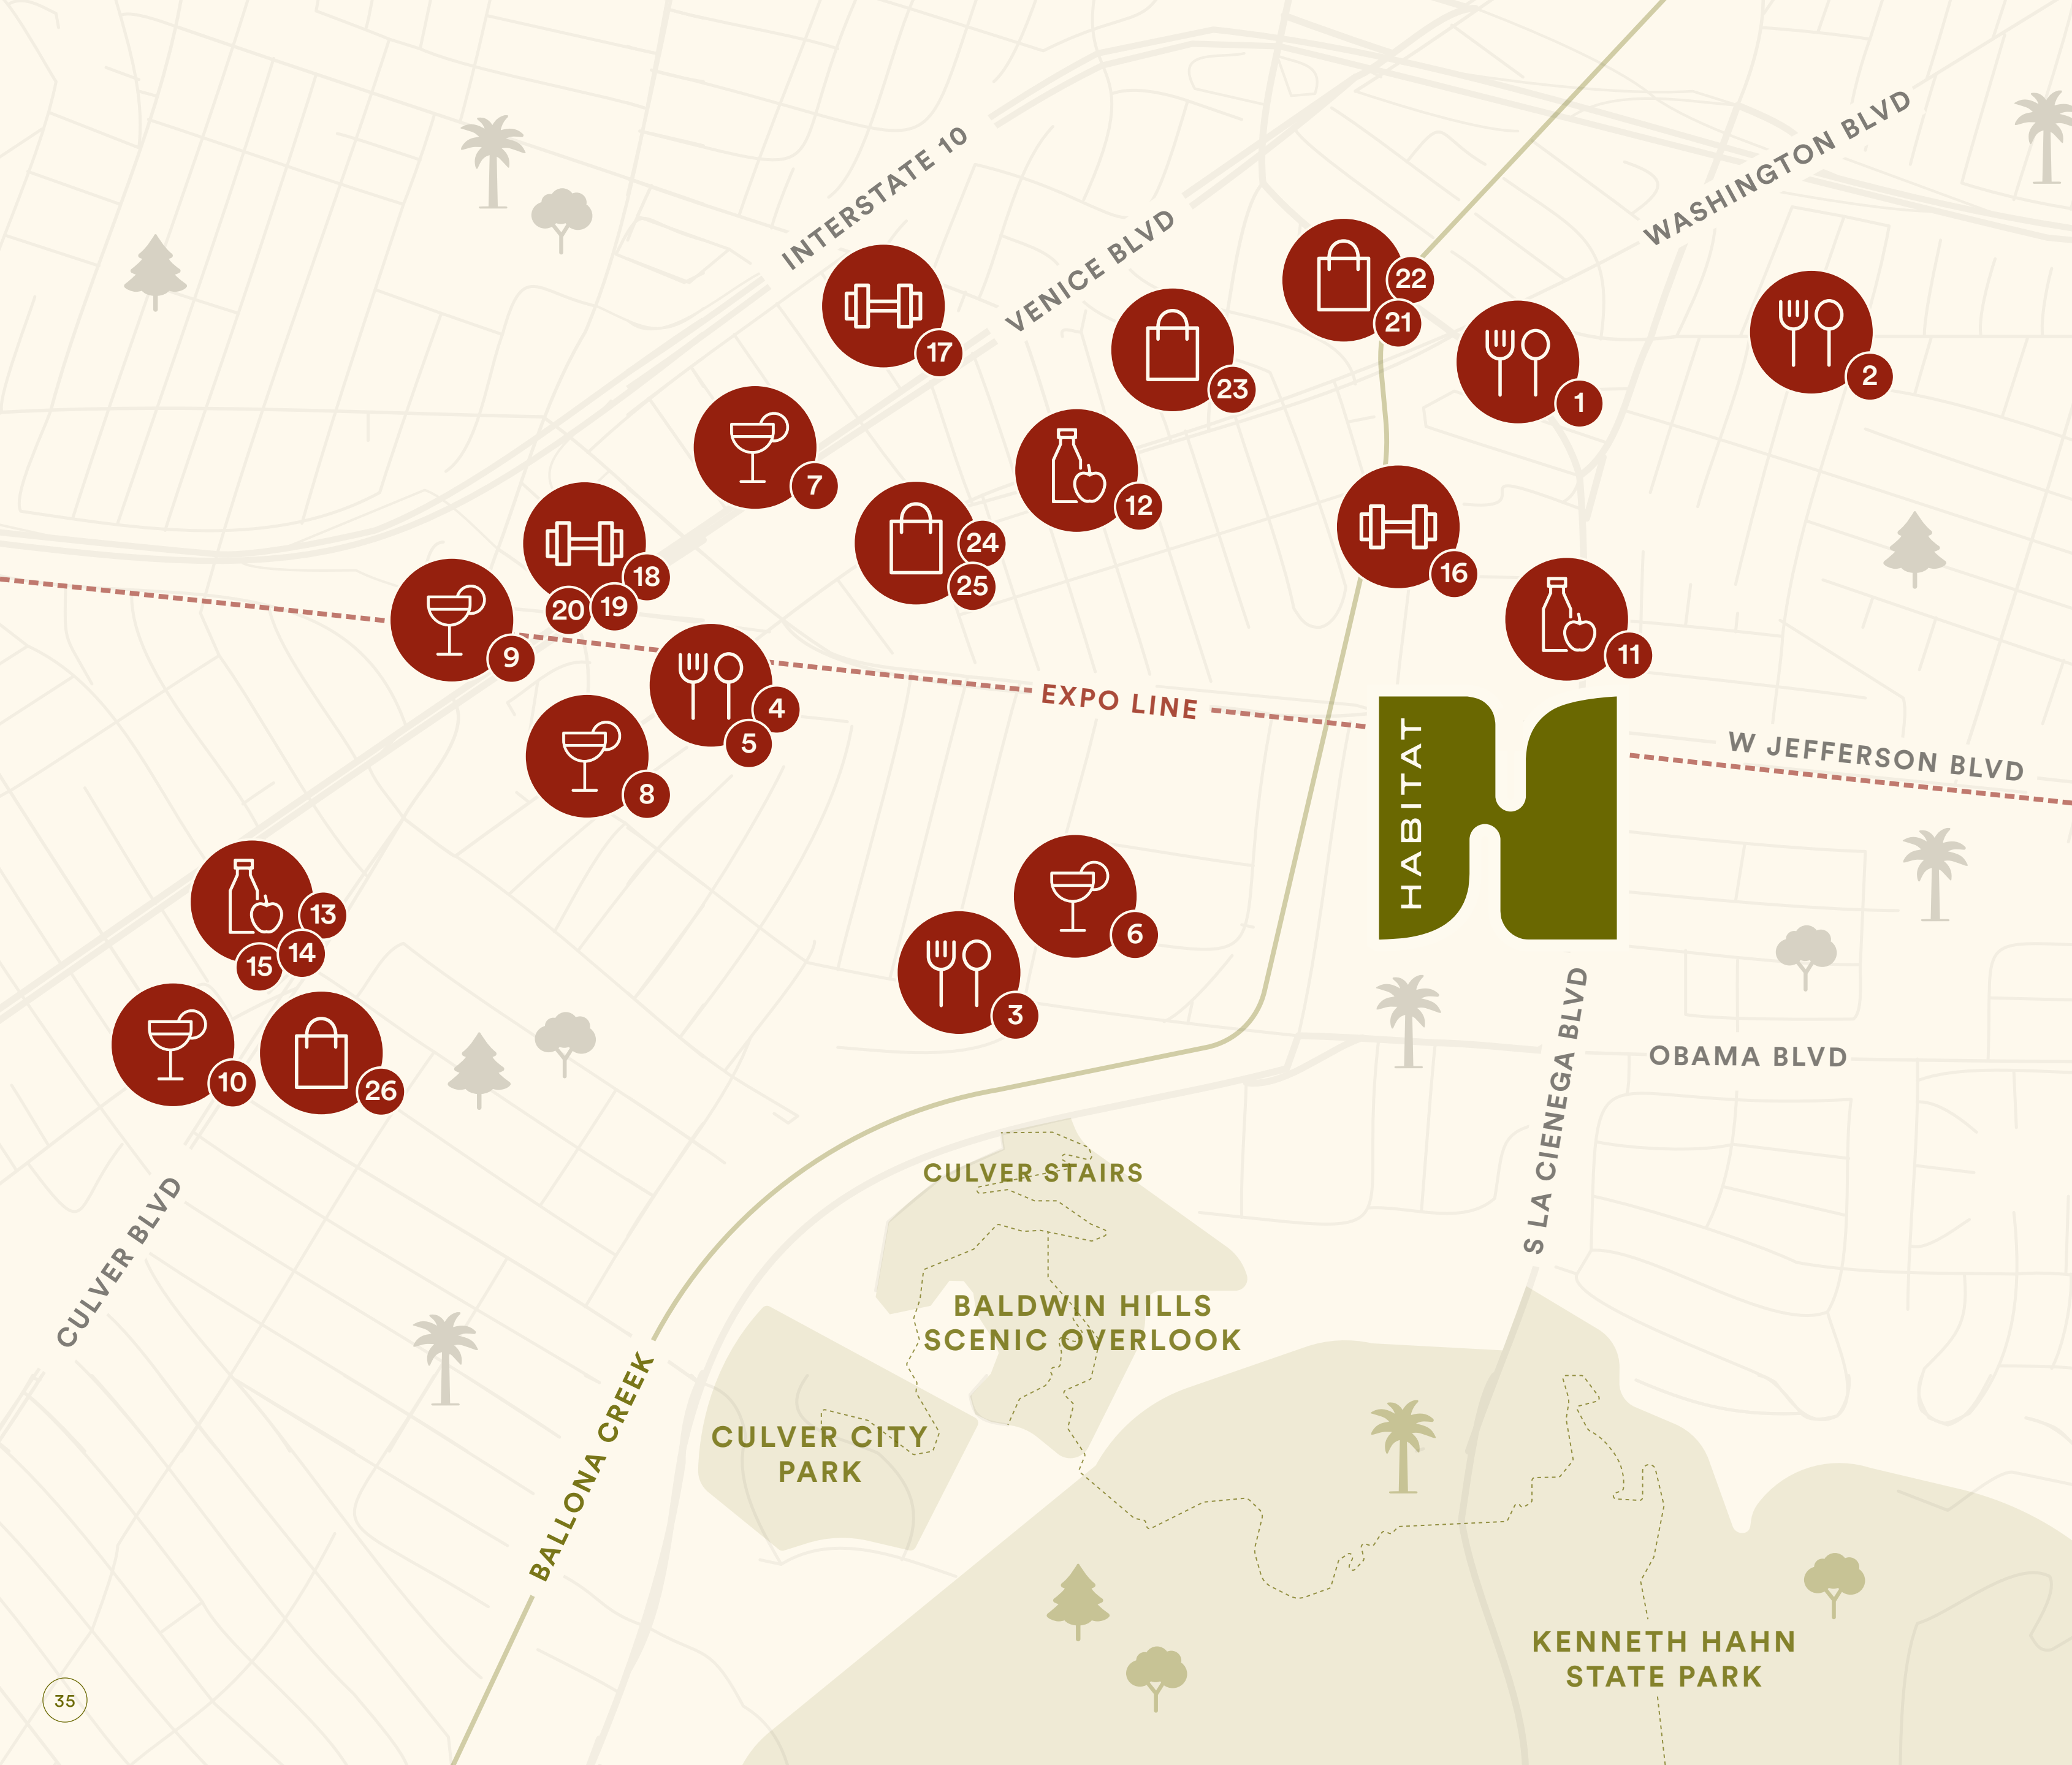 INTERSTATE 10
VENICE BLVD
WASHINGTON BLVD
17
22
21
23
1
2
7
12
24
25
18
19
20
16
9
11
4
5
8
EXPO LINE
HABITAT
W JEFFERSON BLVD
13
14
15
6
3
10
26
OBAMA BLVD
S LA CIENEGA BLVD
CULVER BLVD
CULVER STAIRS
BALDWIN HILLS
SCENIC OVERLOOK
BALLONA CREEK
CULVER CITY
PARK
KENNETH HAHN
STATE PARK
35